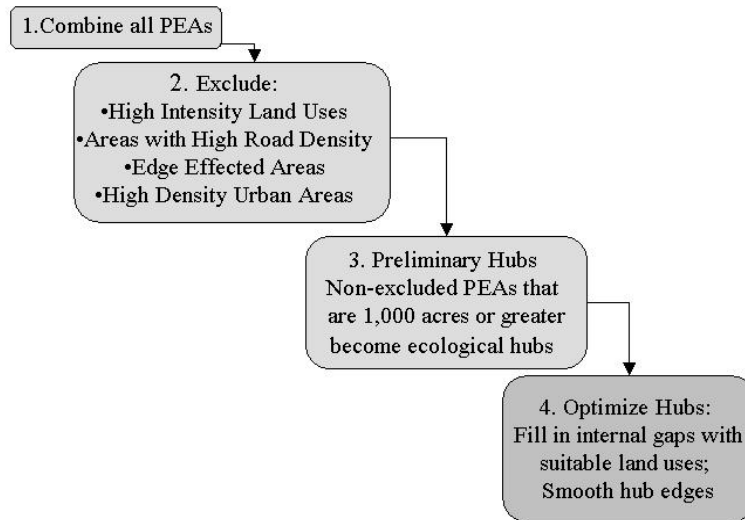 1.Combine all PEAs
2. Exclude:
•High Intensity Land Uses
•Areas with High Road Density
•Edge Effected Areas
•High Density Urban Areas
3. Preliminary Hubs
Non-excluded PEAs that
are 1,000 acres or greater
become ecological hubs
4. Optimize Hubs:
Fill in internal gaps with
suitable land uses;
Smooth hub edges